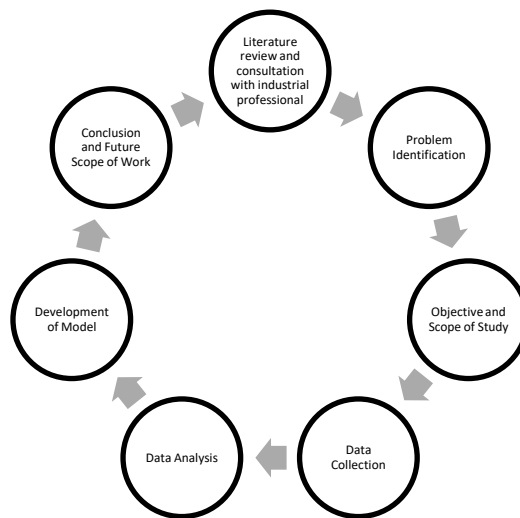 Literature
review and
consultation
with industrial
professional
Problem
Identification
Objective and
Scope of Study
Data
Collection
Data Analysis
Development
of Model
Conclusion
and Future
Scope of Work